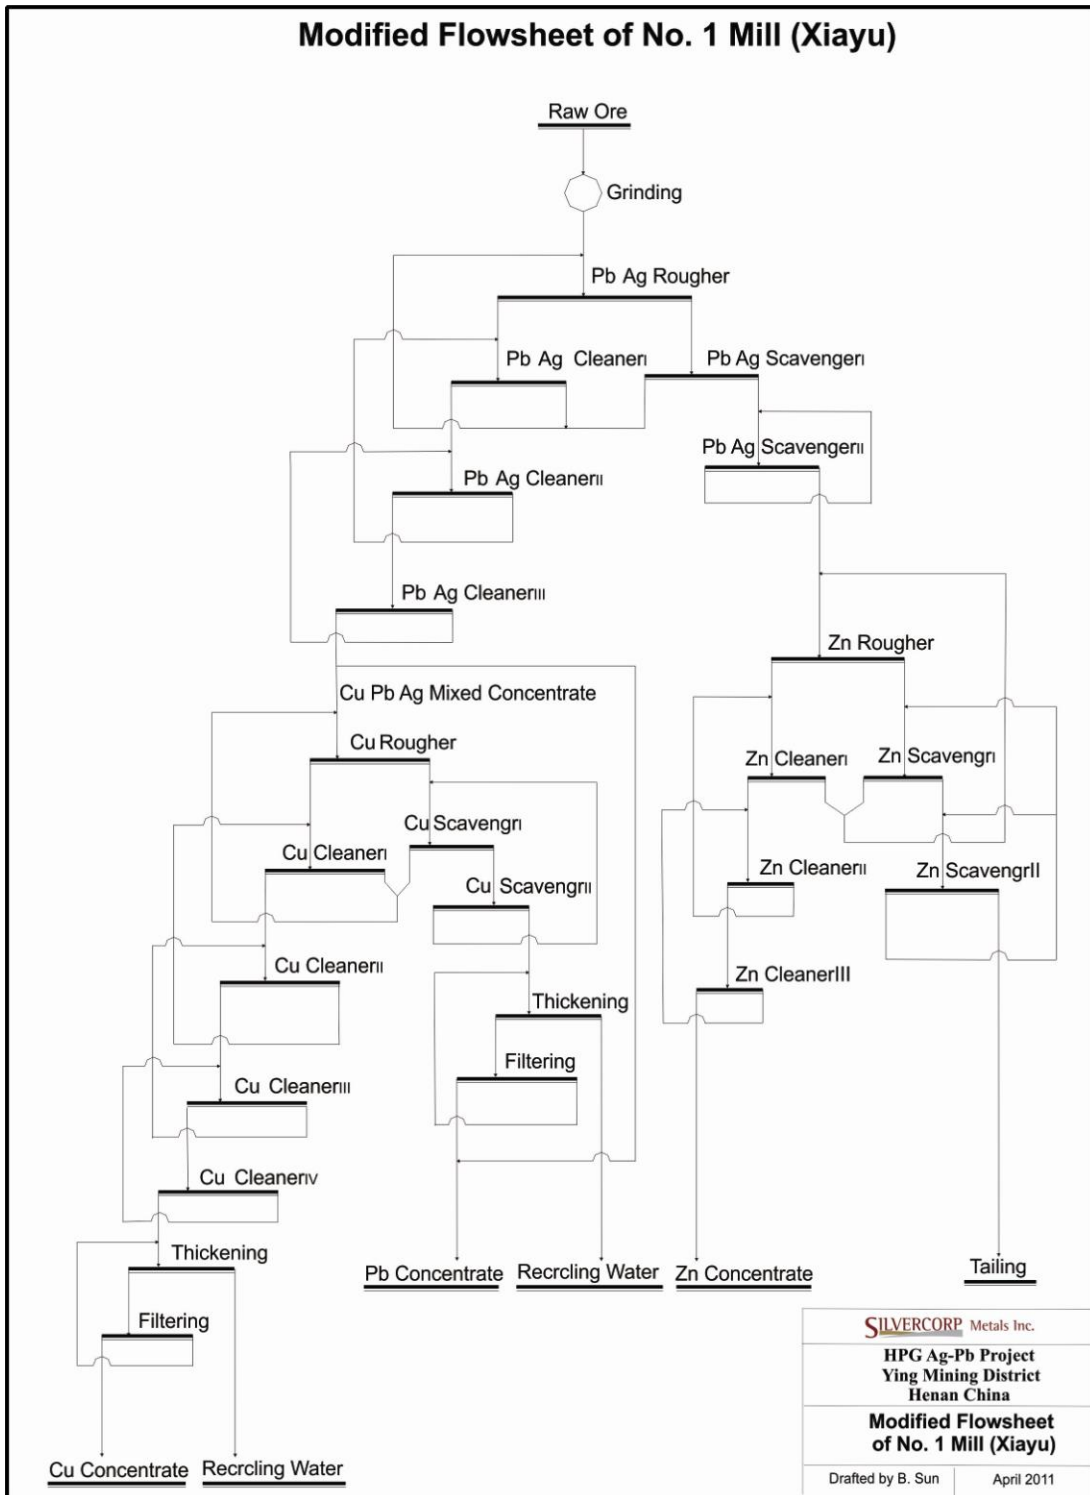 Modified Flowsheet of No. 1 Mill (Xiayu)
Raw Ore
Grinding
Pb Ag Rougher
Pb Ag CleanerI
Pb Ag ScavengerI
Pb Ag ScavengerII
Pb Ag CleanerII
Pb Ag CleanerIII
Zn Rougher
Cu Pb Ag Mixed Concentrate
Cu Rougher
Zn CleanerI
Zn ScavengrI
Cu ScavengrI
Cu CleanerI
Zn CleanerII
Zn ScavengrII
Cu ScavengrII
Cu CleanerII
Zn CleanerIII
Thickening
Filtering
Cu CleanerIII
Cu CleanerIV
Thickening
Pb Concentrate
Recrcling Water
Zn Concentrate
Tailing
Filtering
Cu Concentrate
Recrcling Water
SILVERCORP Metals Inc.
HPG Ag-Pb Project
Ying Mining District
Henan China
Modified Flowsheet
of No. 1 Mill (Xiayu)
Drafted by B. Sun
April 2011